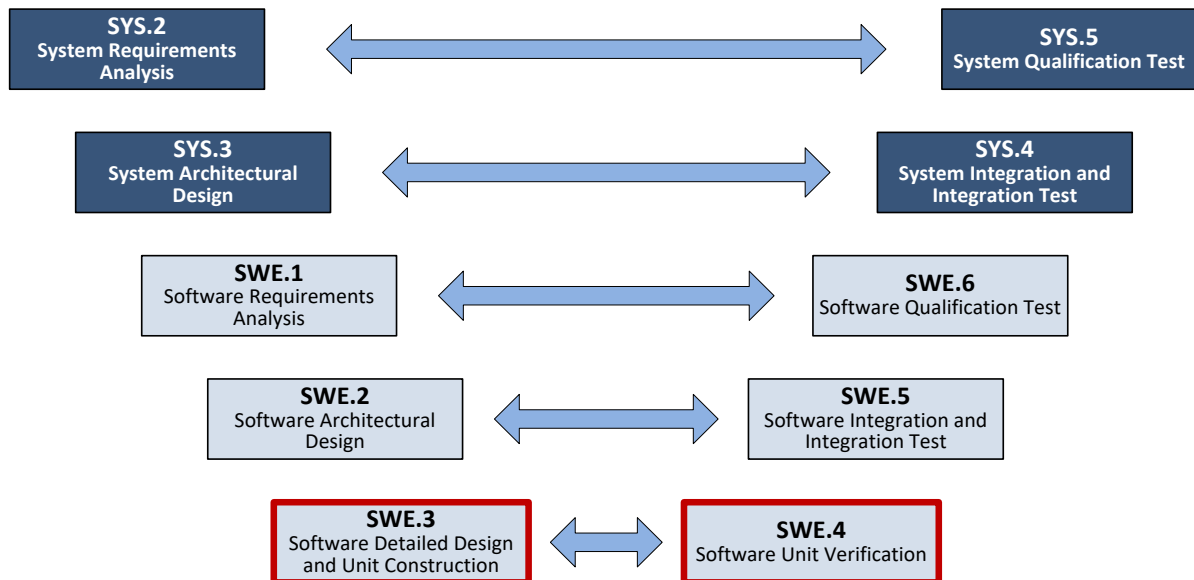 SYS.2
System Requirements
Analysis
SYS.5
System Qualification Test
SYS.3
System Architectural
Design
SYS.4
System Integration and
Integration Test
SWE.1
Software Requirements
Analysis
SWE.6
Software Qualification Test
SWE.2
Software Architectural
Design
SWE.5
Software Integration and
Integration Test
SWE.3
Software Detailed Design
and Unit Construction
SWE.4
Software Unit Verification